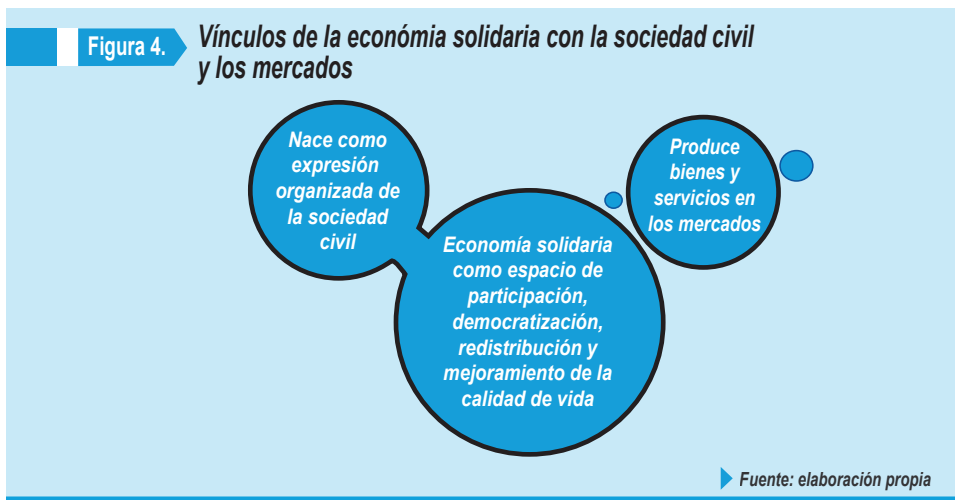 Figura 4.
Vínculos de la económia solidaria con la sociedad civil
y los mercados
Nace como
expresión
organizada de
la sociedad
civil
Economía solidaria
como espacio de
participación,
democratización,
redistribución y
mejoramiento de la
calidad de vida
Produce
bienes y
servicios en
los mercados
Fuente: elaboración propia